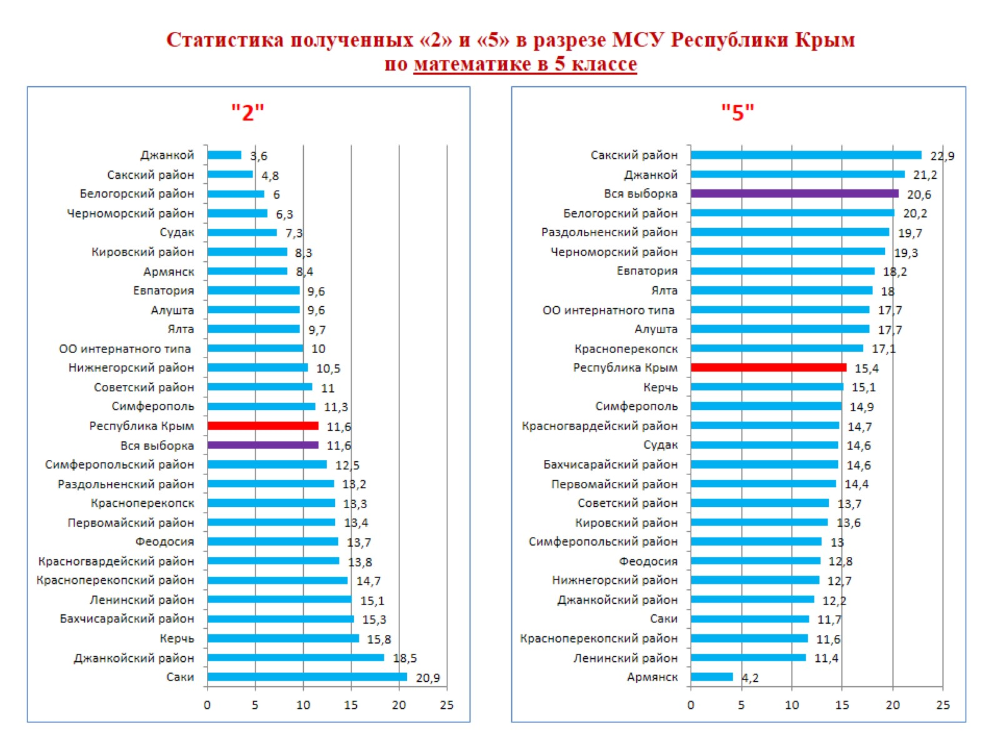 Статистика полученных «2» и «5» в разрезе МСУ Республики Крым
по математике в 5 классе
"2"
Джанкой 3,6
Сакский район 4,8
Белогорский район 6
Черноморский район 6,3
Судак 7,3
Кировский район 8,3
Армянск 8,4
Евпатория 9,6
Алушта 9,6
Ялта 9,7
ОО интернатного типа 10
Нижнегорский район 10,5
Советский район 11
Симферополь 11,3
Республика Крым 11,6
Вся выборка 11,6
Симферопольский район 12,5
Раздольненский район 13,2
Красноперекопск 13,3
Первомайский район 13,4
Феодосия 13,7
Красногвардейский район 13,8
Красноперекопский район 14,7
Ленинский район 15,1
Бахчисарайский район 15,3
Керчь 15,8
Джанкойский район 18,5
Саки 20,9
0 5 10 15 20 25
"5"
Сакский район 22,9
Джанкой 21,2
Вся выборка 20,6
Белогорский район 20,2
Раздольненский район 19,7
Черноморский район 19,3
Евпатория 18,2
Ялта 18
ОО интернатного типа 17,7
Алушта 17,7
Красноперекопск 17,1
Республика Крым 15,4
Керчь 15,1
Симферополь 14,9
Красногвардейский район 14,7
Судак 14,6
Бахчисарайский район 14,6
Первомайский район 14,4
Советский район 13,7
Кировский район 13,6
Симферопольский район 13
Феодосия 12,8
Нижнегорский район 12,7
Джанкойский район 12,2
Саки 11,7
Красноперекопский район 11,6
Ленинский район 11,4
Армянск 4,2
0 5 10 15 20 25